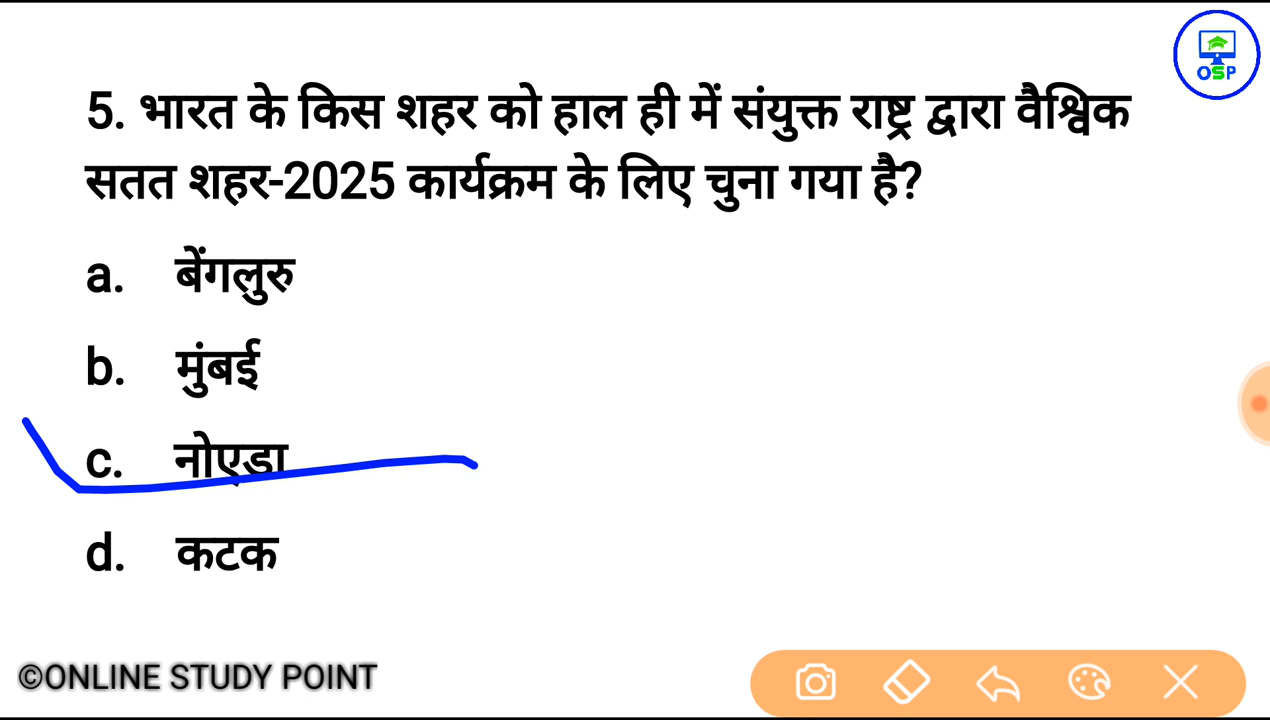 OSP
5. भारत के किस शहर को हाल ही में संयुक्त राष्ट्र द्वारा वैश्विक
सतत शहर-2025 कार्यक्रम के लिए चुना गया है?
a. बेंगलुरु
b. मुंबई
c. नोएडा
d. कटक
©ONLINE STUDY POINT